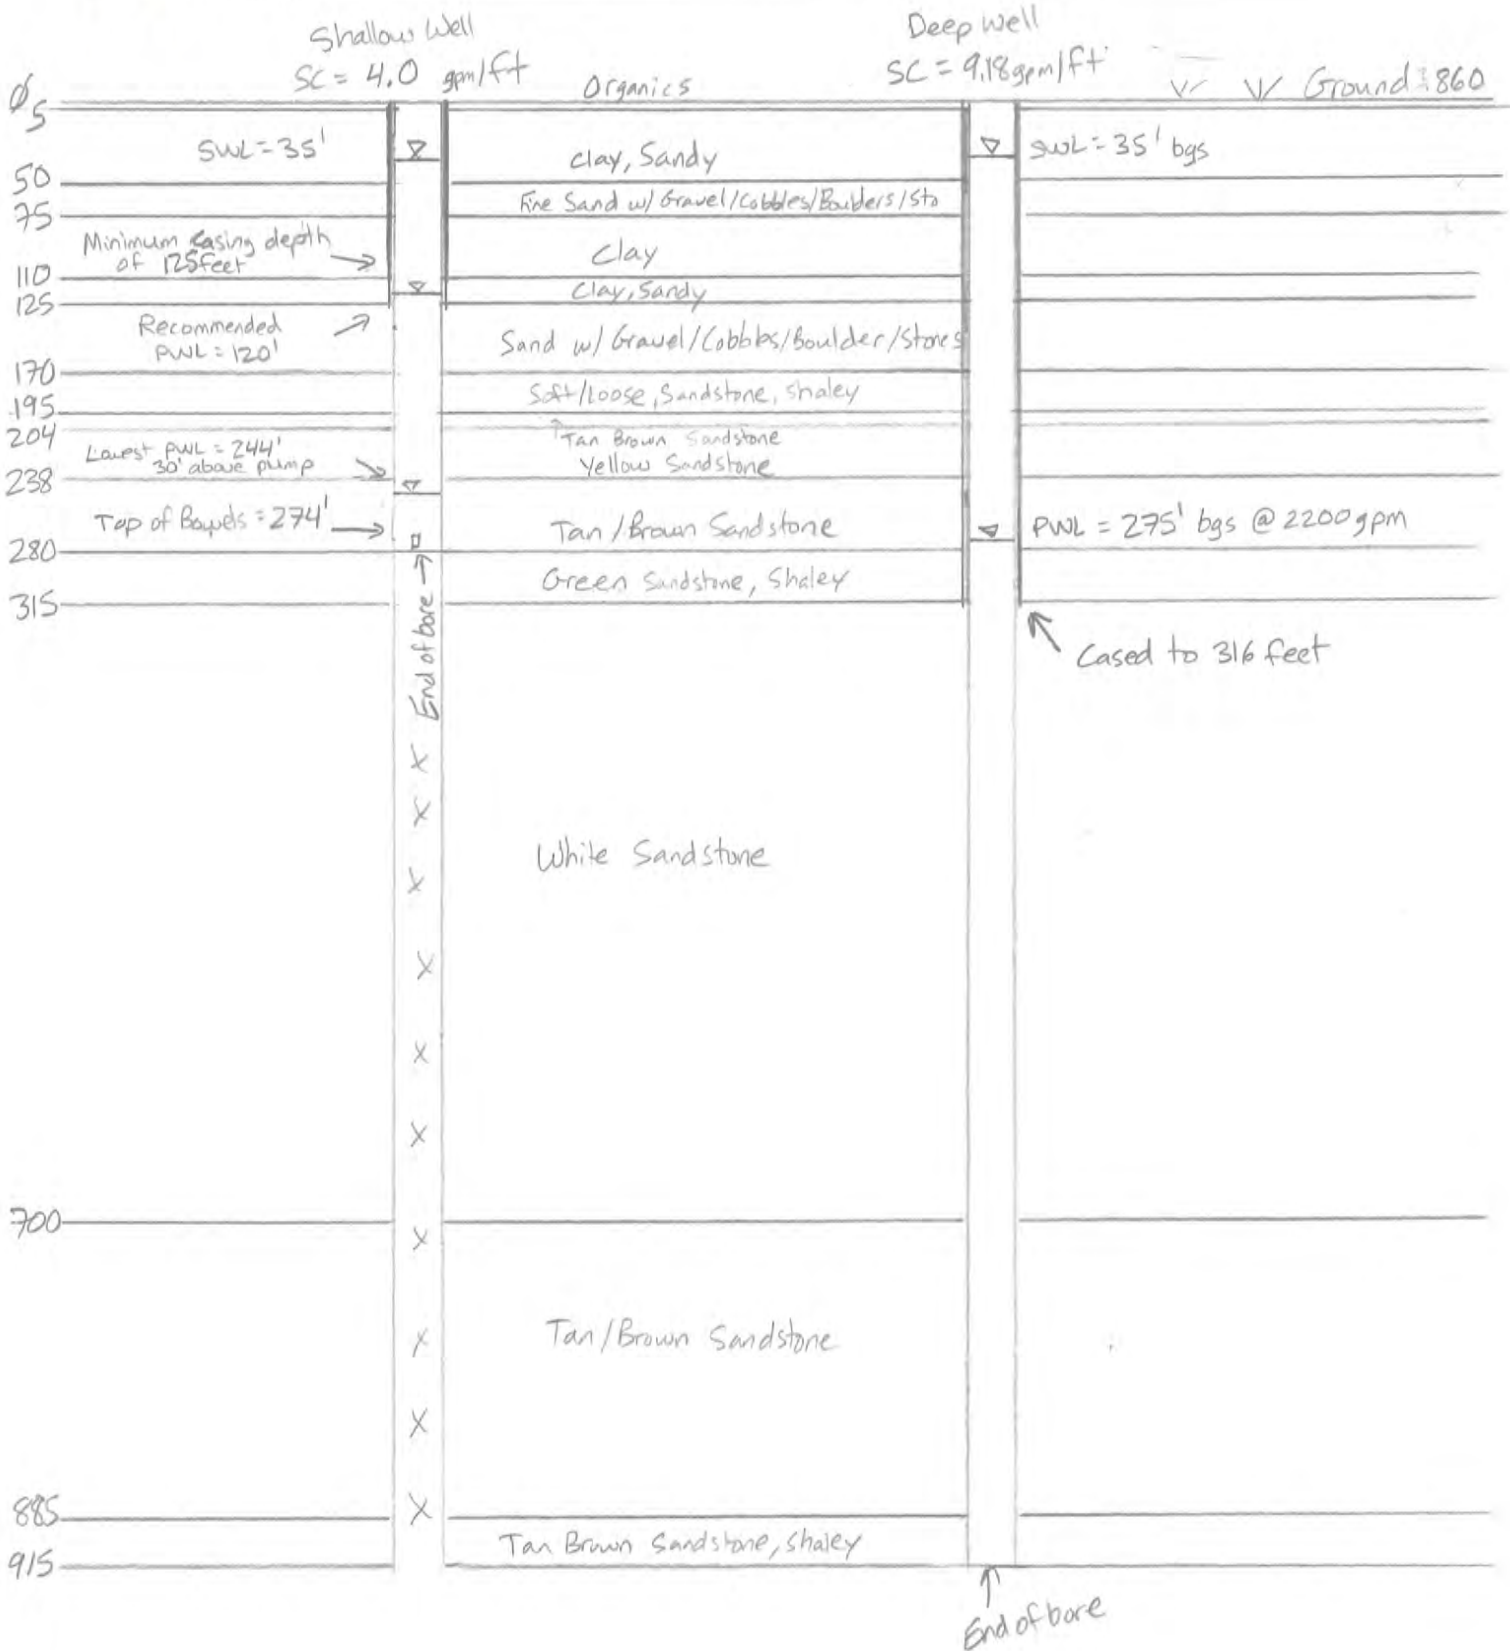 Shallow Well
SC = 4.0 gpm/ft
Deep Well
SC = 9.18 gpm/ft
Ground: 860
Ø
5
Organics
SWL = 35'
Clay, Sandy
SWL = 35' bgs
50
Fine Sand w/ Gravel/Cobbles/Boulders/Sto
75
Minimum Casing depth
of 125 feet
Clay
110
Clay, Sandy
125
Recommended
PWL = 120'
Sand w/ Gravel/Cobbles/Boulder/Stones
170
Soft/Loose, Sandstone, Shaley
195
Tan Brown Sandstone
204
Lowest PWL = 244'
30' above pump
Yellow Sandstone
238
Top of Bowels = 274'
Tan/Brown Sandstone
PWL = 275' bgs @ 2200 gpm
280
Green Sandstone, Shaley
315
End of bore
Cased to 316 feet
X
X
White Sandstone
X
X
X
X
700
X
Tan/Brown Sandstone
X
X
X
885
Tan Brown Sandstone, Shaley
915
End of bore